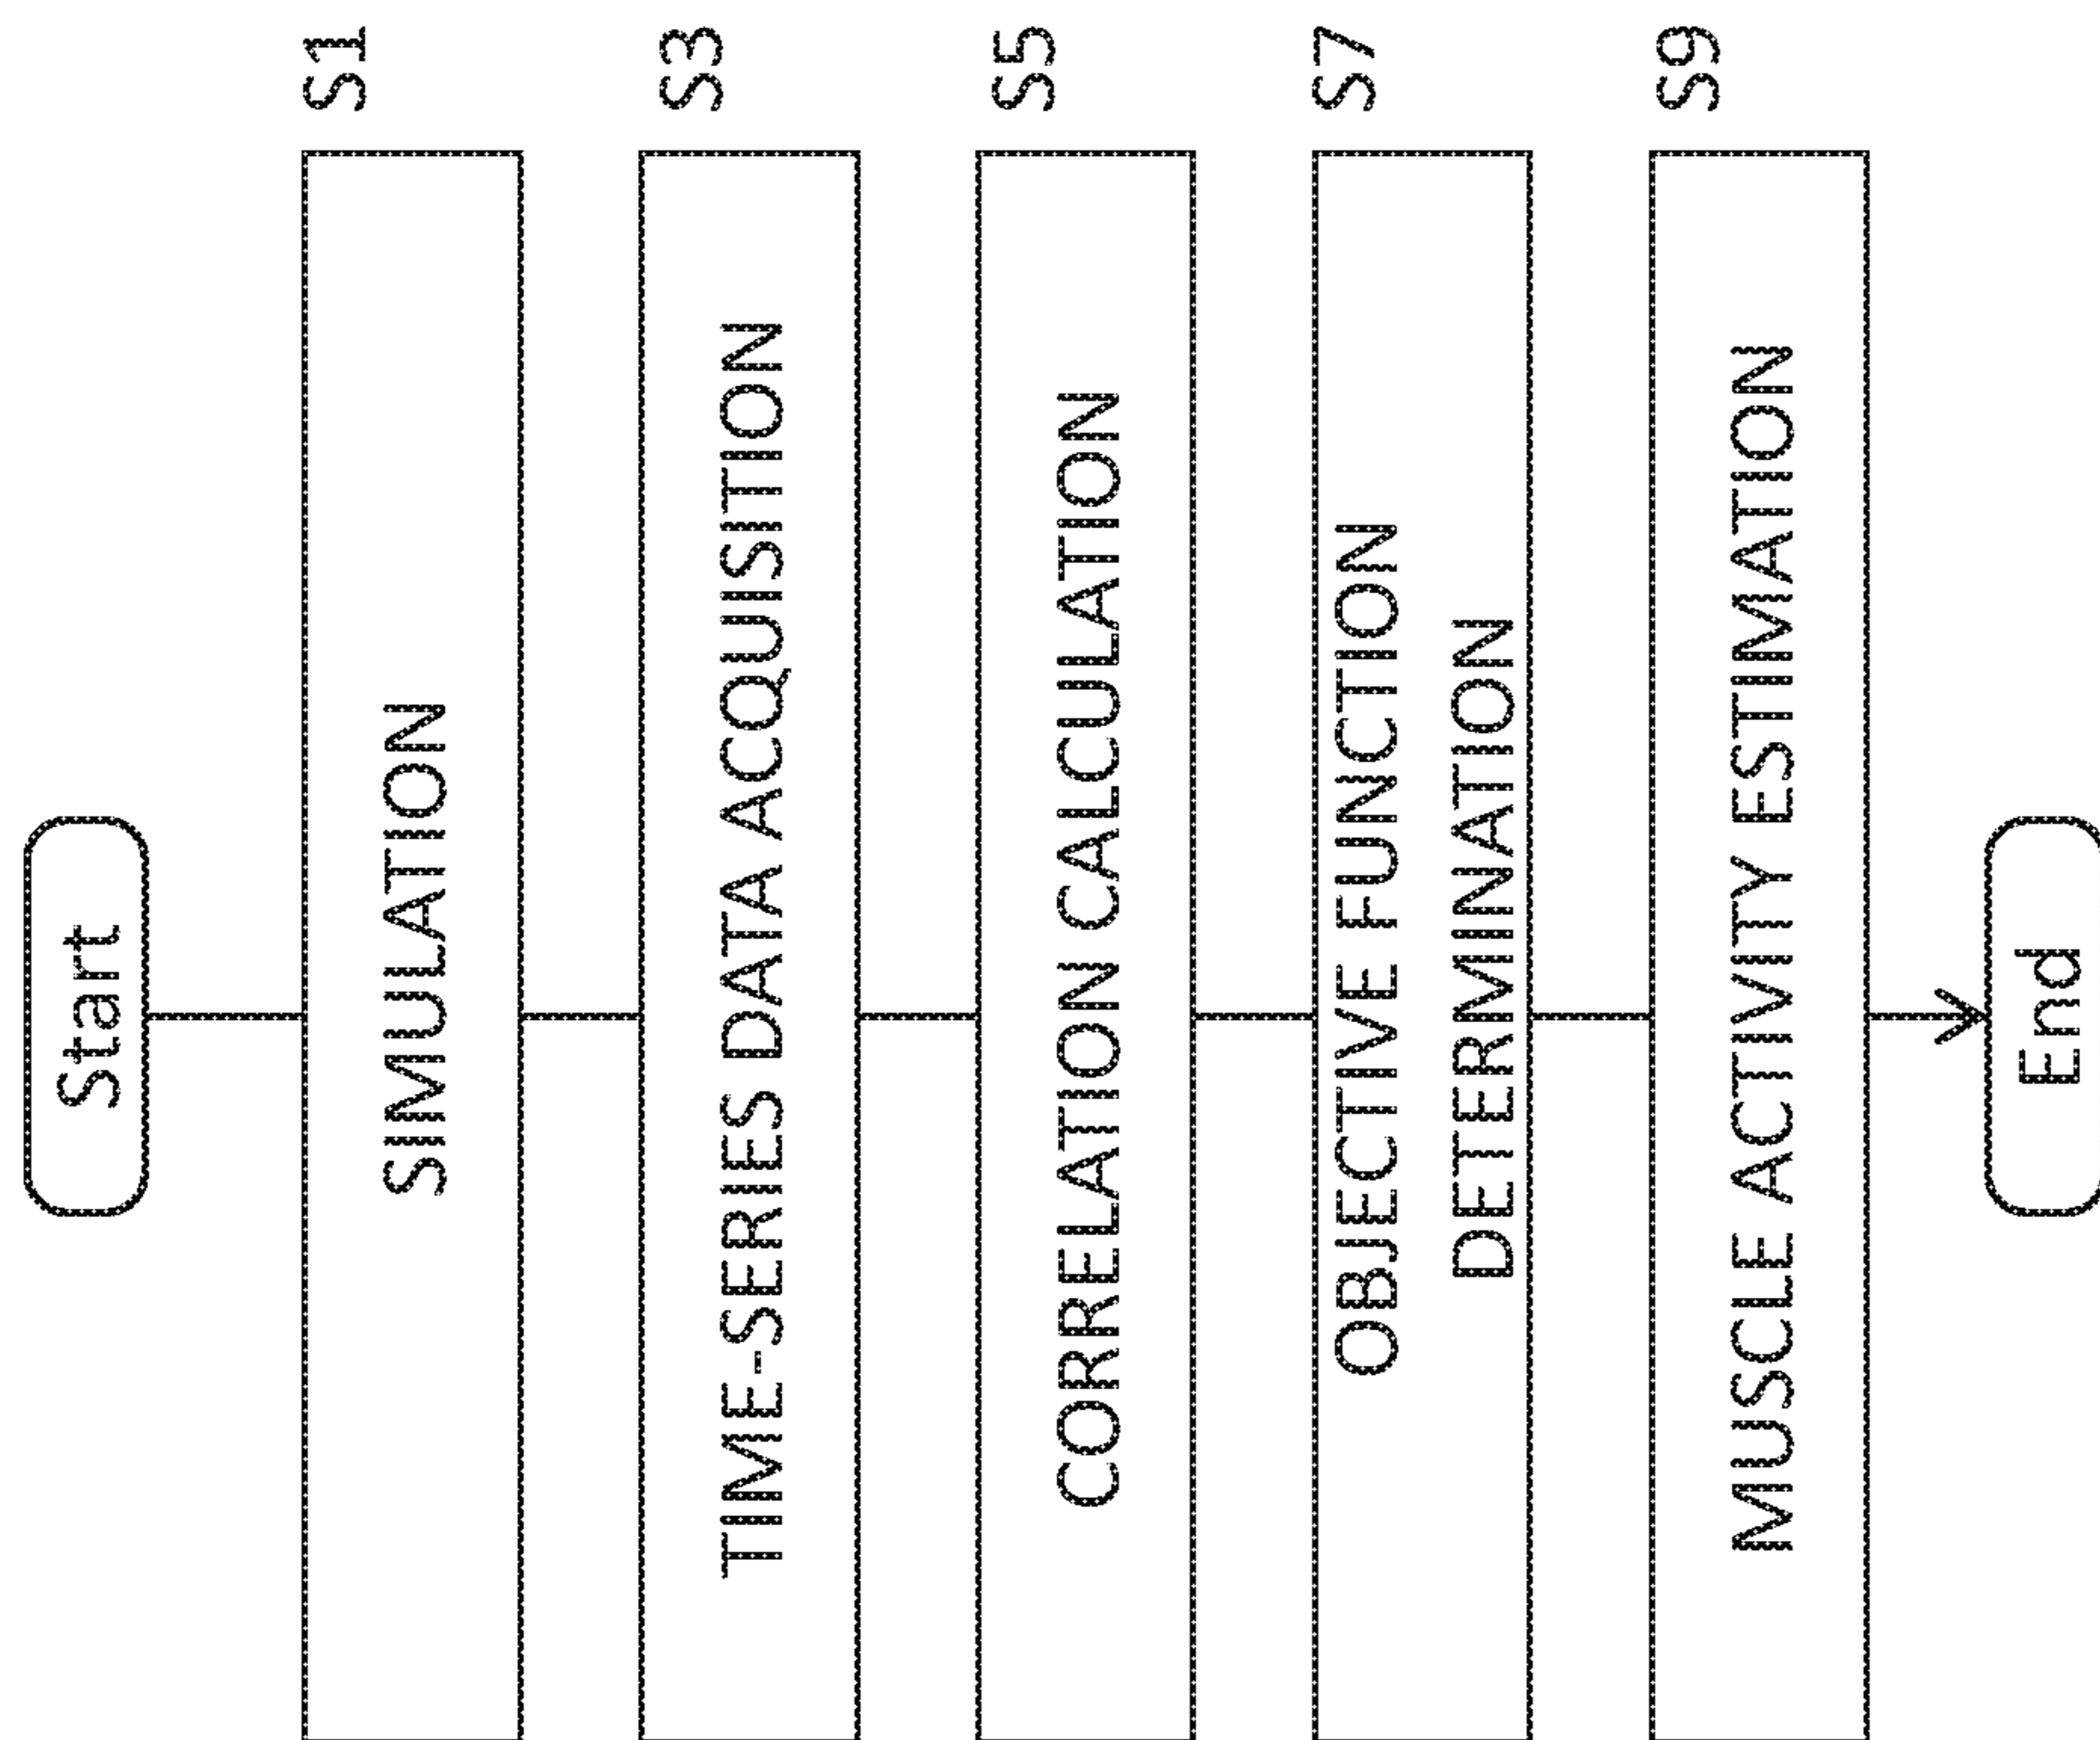 Start
S1
SIMULATION
S3
TIME-SERIES DATA ACQUISITION
S5
CORRELATION CALCULATION
S7
OBJECTIVE FUNCTION
DETERMINATION
S9
MUSCLE ACTIVITY ESTIMATION
End